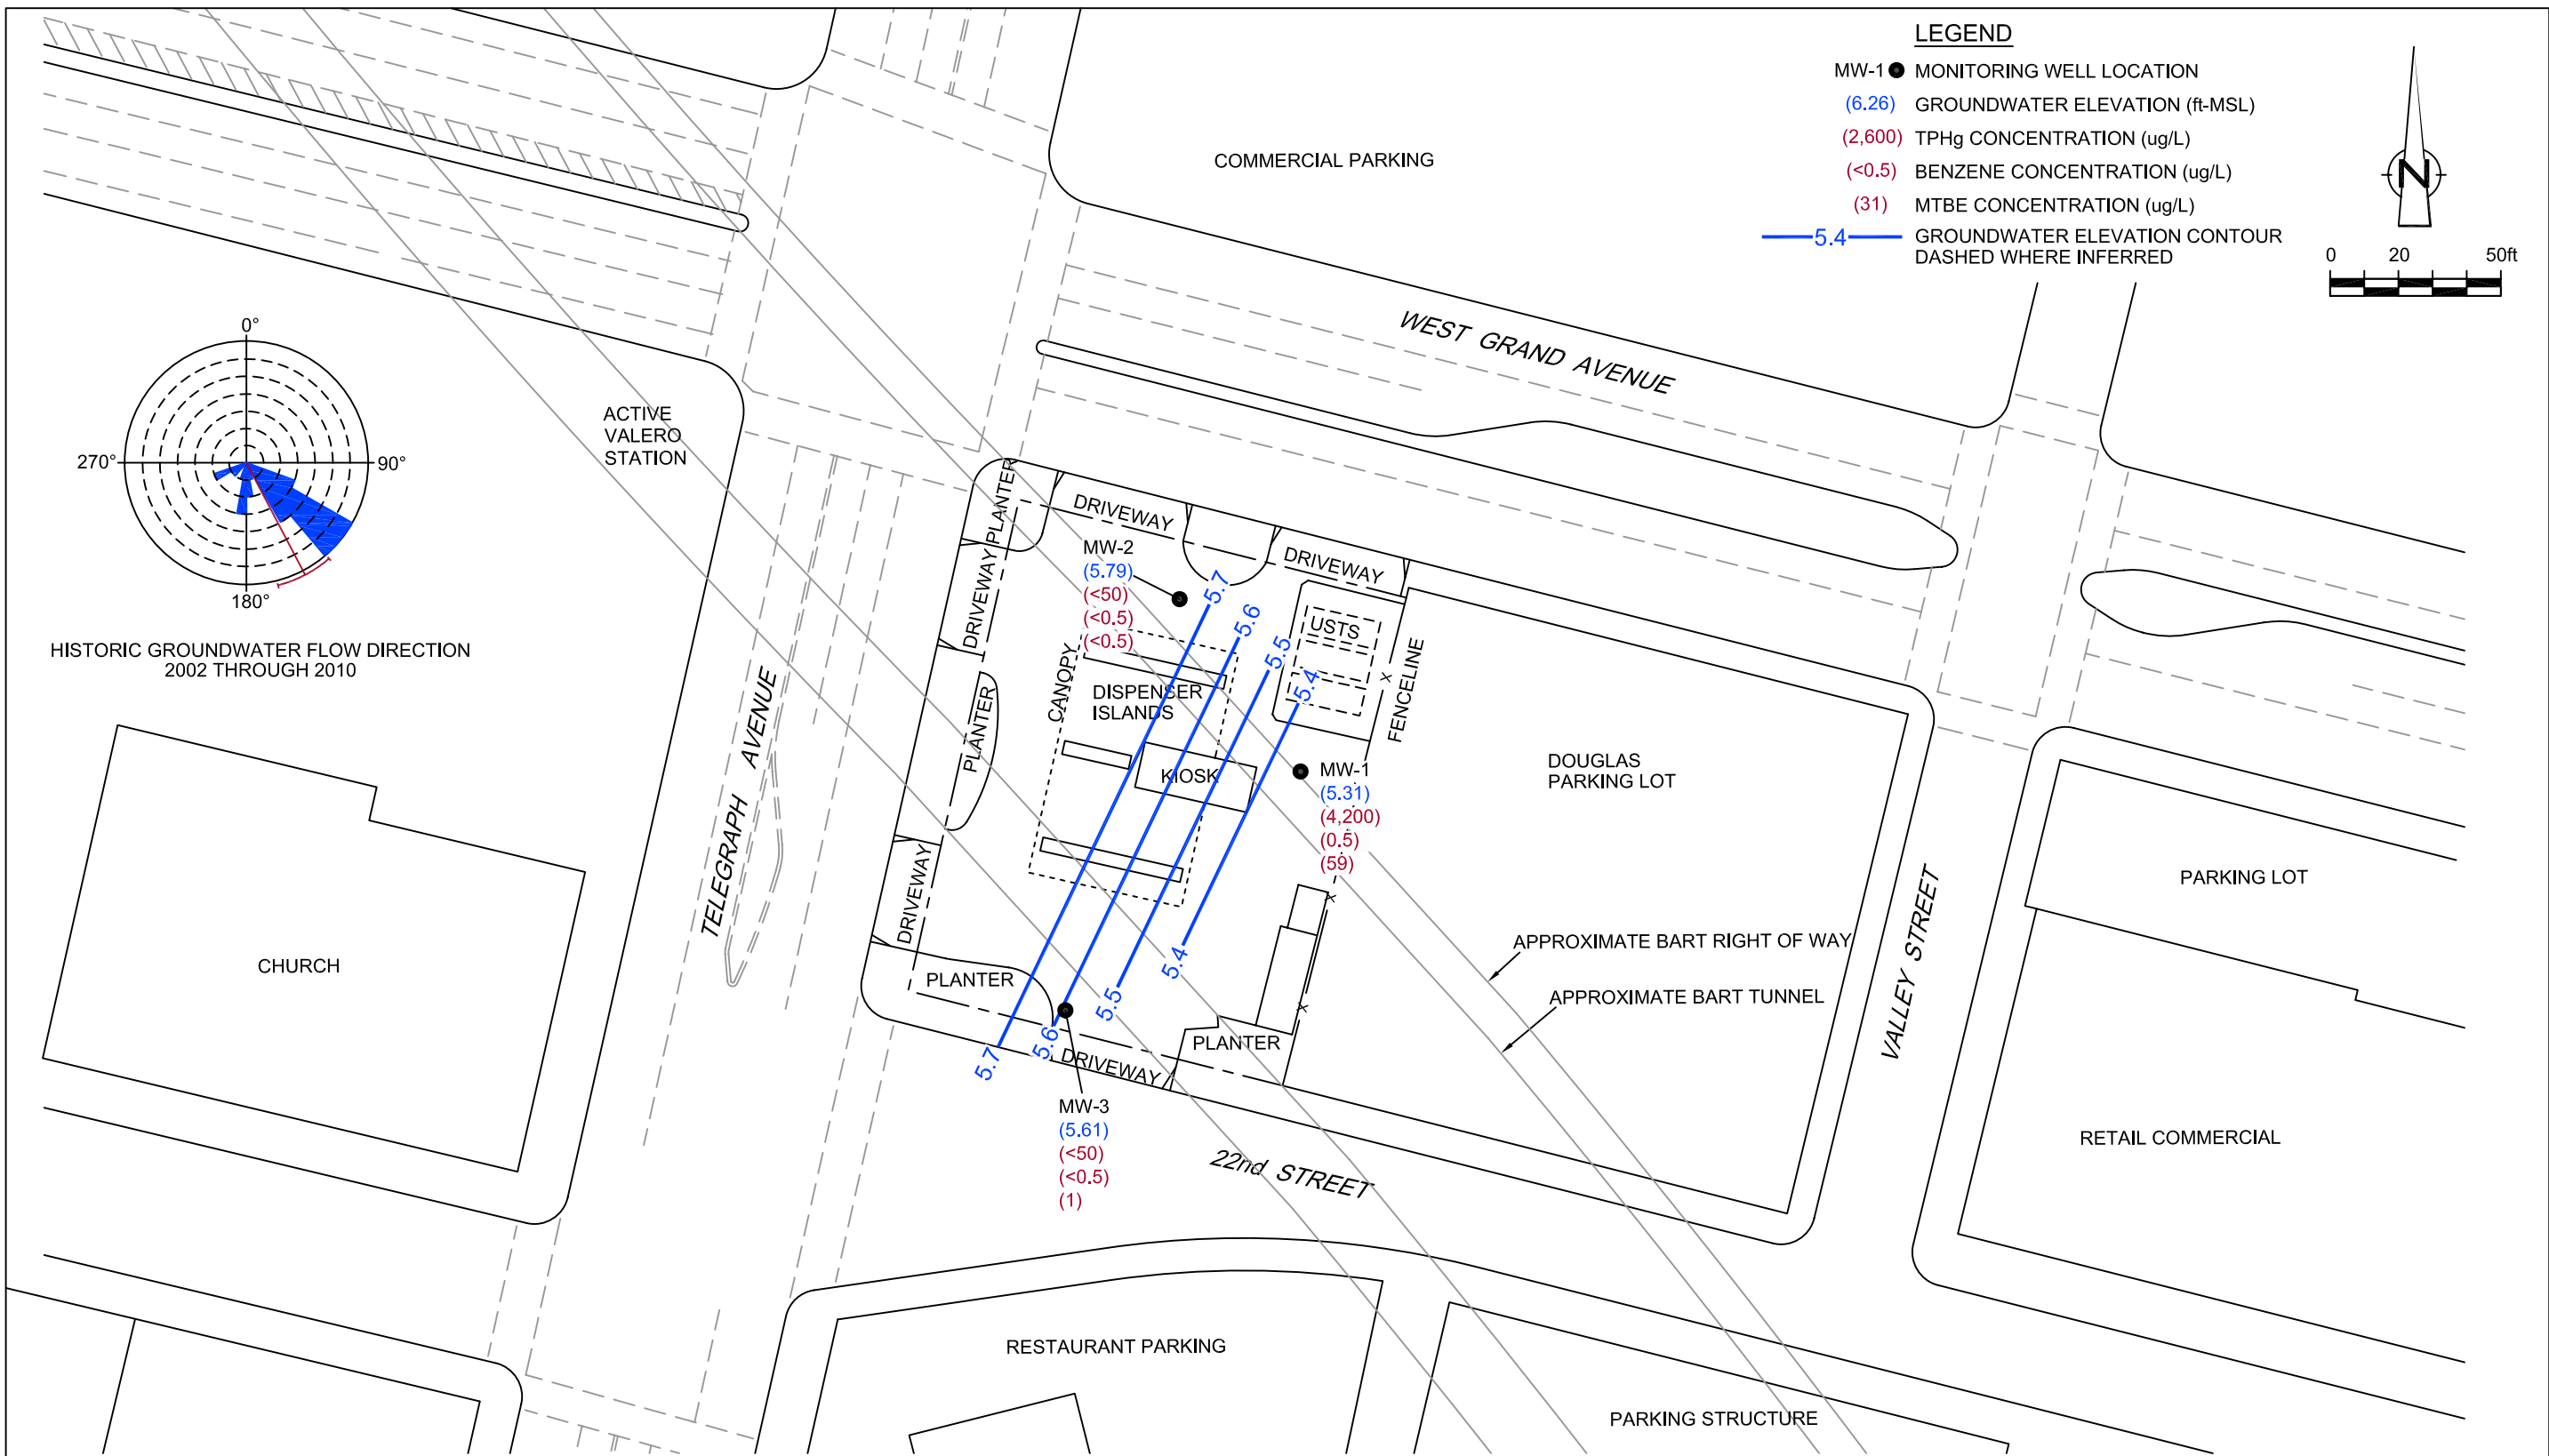 LEGEND
MW-1 MONITORING WELL LOCATION
(6.26) GROUNDWATER ELEVATION (ft-MSL)
(2,600) TPHg CONCENTRATION (ug/L)
(<0.5) BENZENE CONCENTRATION (ug/L)
(31) MTBE CONCENTRATION (ug/L)
5.4 GROUNDWATER ELEVATION CONTOUR
DASHED WHERE INFERRED
N
0 20 50ft
COMMERCIAL PARKING
WEST GRAND AVENUE
0°
90°
180°
270°
HISTORIC GROUNDWATER FLOW DIRECTION
2002 THROUGH 2010
ACTIVE
VALERO
STATION
PLANTER
DRIVEWAY
DRIVEWAY
DRIVEWAY
MW-2
(5.79)
(<50)
(<0.5)
(<0.5)
5.7
5.6
5.5
5.4
USTS
FENCELINE
CANOPY
DISPENSER
ISLANDS
PLANTER
KIOSK
MW-1
(5.31)
(4,200)
(0.5)
(59)
DOUGLAS
PARKING LOT
TELEGRAPH AVENUE
DRIVEWAY
CHURCH
PLANTER
5.4
5.5
5.6
5.7
DRIVEWAY
PLANTER
MW-3
(5.61)
(<50)
(<0.5)
(1)
APPROXIMATE BART RIGHT OF WAY
APPROXIMATE BART TUNNEL
VALLEY STREET
PARKING LOT
RETAIL COMMERCIAL
22nd STREET
RESTAURANT PARKING
PARKING STRUCTURE